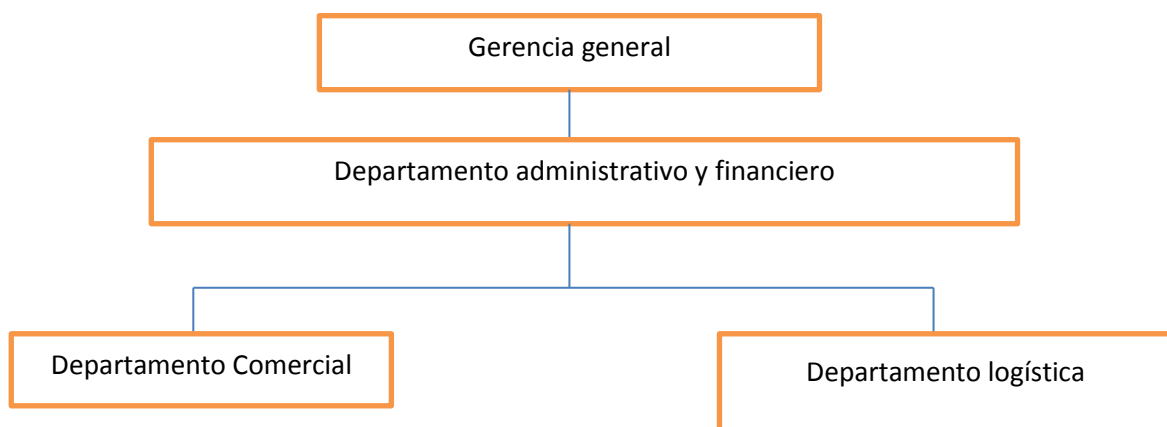 Gerencia general
Departamento administrativo y financiero
Departamento Comercial
Departamento logística